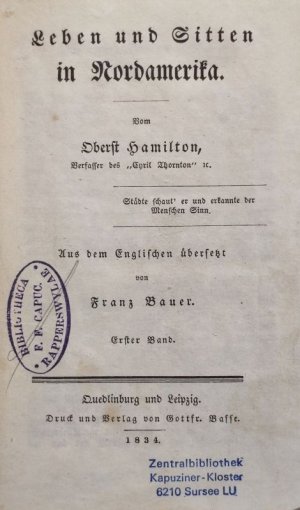 Leben und Sitten
in Nordamerika.
Vom
Oberst Hamilton,
Verfasser des „Cyril Thornton" ꝛc.
Städte schaut' er und erkannte der
Menschen Sinn.
Aus dem Englischen übersetzt
von
Franz Bauer.
Erster Band.
BIBLIOTHECA
F. F. CAPUC.
RAPPERSWYLAE
Quedlinburg und Leipzig.
Druck und Verlag von Gottfr. Basse.
1834.
Zentralbibliothek
Kapuziner-Kloster
6210 Sursee LU